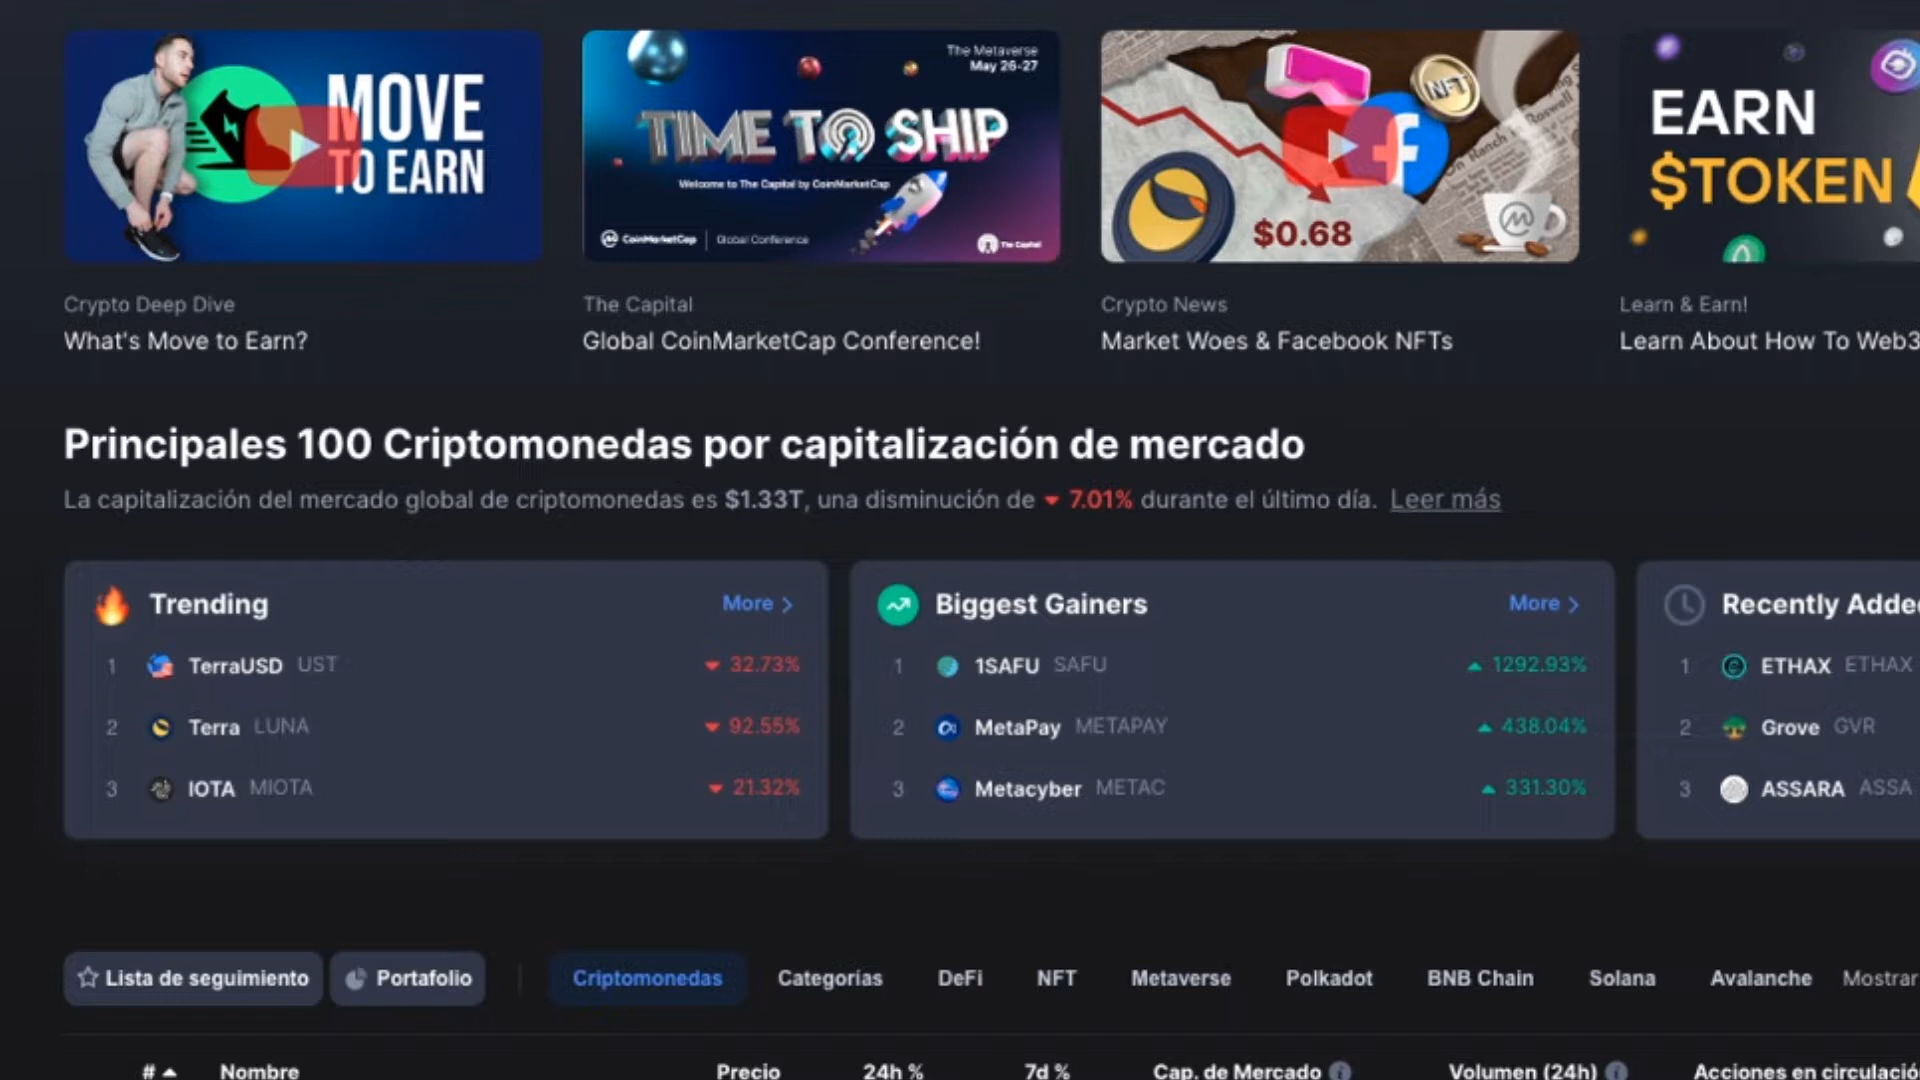 MOVE
TO EARN
The Metaverse
May 26-27
TIME TO SHIP
Welcome to The Capital by CoinMarketCap
CoinMarketCap | Global Conference
The Capital
NFT
f
Ranch
Roswell
$0.68
EARN
$TOKEN
Crypto Deep Dive
What's Move to Earn?
The Capital
Global CoinMarketCap Conference!
Crypto News
Market Woes & Facebook NFTs
Learn & Earn!
Learn About How To Web3
Principales 100 Criptomonedas por capitalización de mercado
La capitalización del mercado global de criptomonedas es $1.33T, una disminución de 7.01% durante el último día. Leer más
Trending More
1 TerraUSD UST 32.73%
2 Terra LUNA 92.55%
3 IOTA MIOTA 21.32%
Biggest Gainers More
1 1SAFU SAFU 1292.93%
2 MetaPay METAPAY 438.04%
3 Metacyber METAC 331.30%
Recently Added
1 ETHAX ETHAX
2 Grove GVR
3 ASSARA ASSA
Lista de seguimiento Portafolio Criptomonedas Categorías DeFi NFT Metaverse Polkadot BNB Chain Solana Avalanche Mostrar
# Nombre Precio 24h % 7d % Cap. de Mercado Volumen (24h) Acciones en circulació